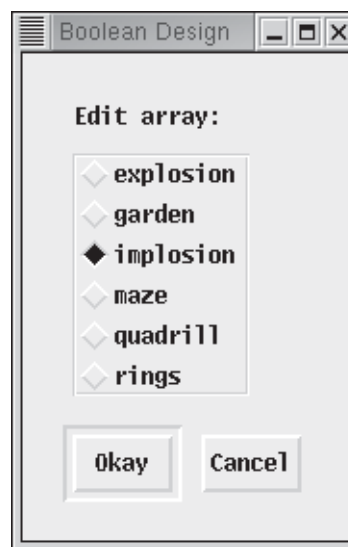 Boolean Design
Edit array:
explosion
garden
implosion
maze
quadrill
rings
Okay Cancel